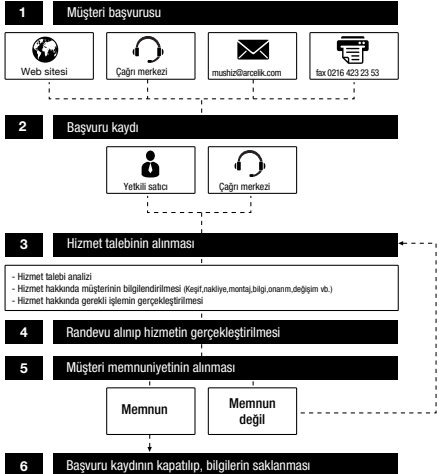 1 Müşteri başvurusu
Web sitesi
Çağrı merkezi
mushiz@arcelik.com
fax 0216 423 23 53
2 Başvuru kaydı
Yetkili satıcı
Çağrı merkezi
3 Hizmet talebinin alınması
- Hizmet talebi analizi
- Hizmet hakkında müşterinin bilgilendirilmesi (Keşif,nakliye,montaj,bilgi,onarım,değişim vb.)
- Hizmet hakkında gerekli işlemin gerçekleştirilmesi
4 Randevu alınıp hizmetin gerçekleştirilmesi
5 Müşteri memnuniyetinin alınması
Memnun
Memnun
değil
6 Başvuru kaydının kapatılıp, bilgilerin saklanması